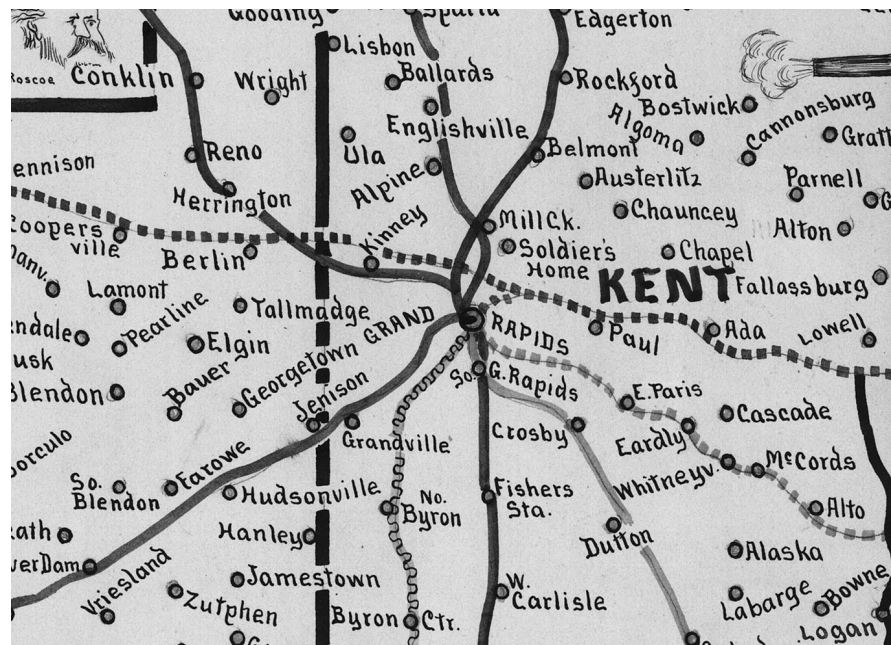 Sparta
Edgerton
Lisbon
Roscoe
Conklin
Wright
Ballards
Rockford
Bostwick
Cannonsburg
Algoma
Englishville
Reno
Ula
Belmont
Alpine
Austerlitz
Parnell
Herrington
Chauncey
Mill Ck.
Alton
Kinney
Coopers
ville
Berlin
Soldier's
Home
Chapel
KENT
Fallassburg
Lamont
Pearline
Tallmadge
GRAND
RAPIDS
Paul
Ada
Lowell
Elgin
Bauer
Georgetown
Blendon
Jenison
So. G. Rapids
E. Paris
Cascade
Grandville
Crosby
Eardly
McCords
Whitneyv.
Farowe
So.
Blendon
Hudsonville
No.
Byron
Fishers
Sta.
Alto
Hanley
Dutton
Alaska
Vriesland
Jamestown
Zutphen
W.
Carlisle
Labarge
Bowne
Byron Ctr.
Logan